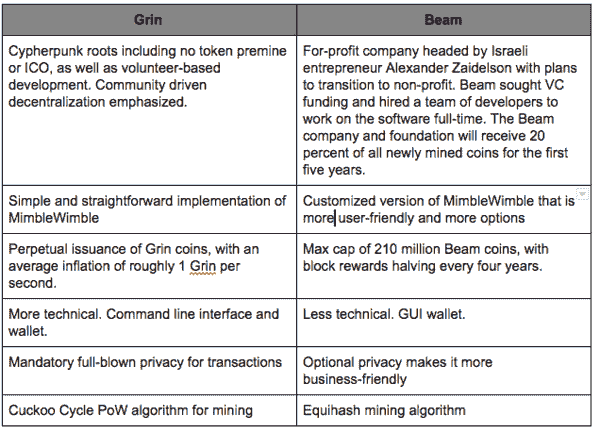 Grin
Beam
Cypherpunk roots including no token premine
or ICO, as well as volunteer-based
development. Community driven
decentralization emphasized.
For-profit company headed by Israeli
entrepreneur Alexander Zaidelson with plans
to transition to non-profit. Beam sought VC
funding and hired a team of developers to
work on the software full-time. The Beam
company and foundation will receive 20
percent of all newly mined coins for the first
five years.
Simple and straightforward implementation of
MimbleWimble
Customized version of MimbleWimble that is
more user-friendly and more options
Perpetual issuance of Grin coins, with an
average inflation of roughly 1 Grin per
second.
Max cap of 210 million Beam coins, with
block rewards halving every four years.
More technical. Command line interface and
wallet.
Less technical. GUI wallet.
Mandatory full-blown privacy for transactions
Optional privacy makes it more
business-friendly
Cuckoo Cycle PoW algorithm for mining
Equihash mining algorithm